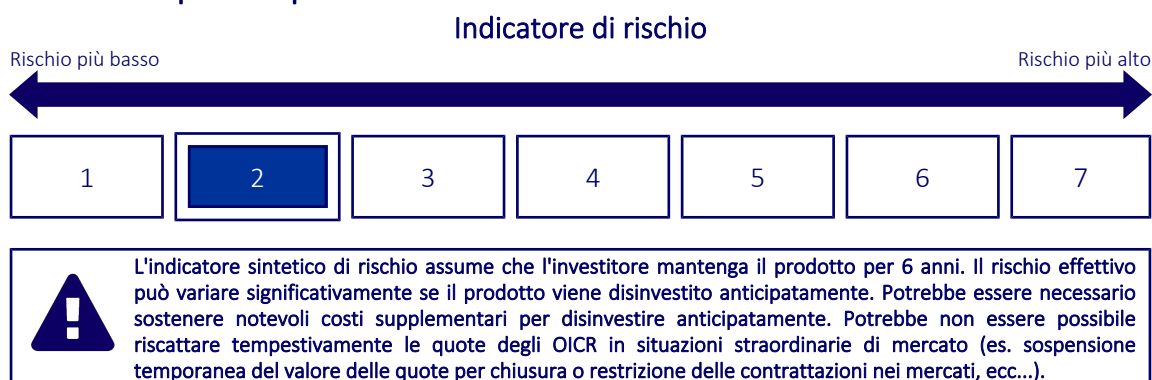 Indicatore di rischio
Rischio più basso
Rischio più alto
1
2
3
4
5
6
7
L'indicatore sintetico di rischio assume che l'investitore mantenga il prodotto per 6 anni. Il rischio effettivo
può variare significativamente se il prodotto viene disinvestito anticipatamente. Potrebbe essere necessario
sostenere notevoli costi supplementari per disinvestire anticipatamente. Potrebbe non essere possibile
riscattare tempestivamente le quote degli OICR in situazioni straordinarie di mercato (es. sospensione
temporanea del valore delle quote per chiusura o restrizione delle contrattazioni nei mercati, ecc...).